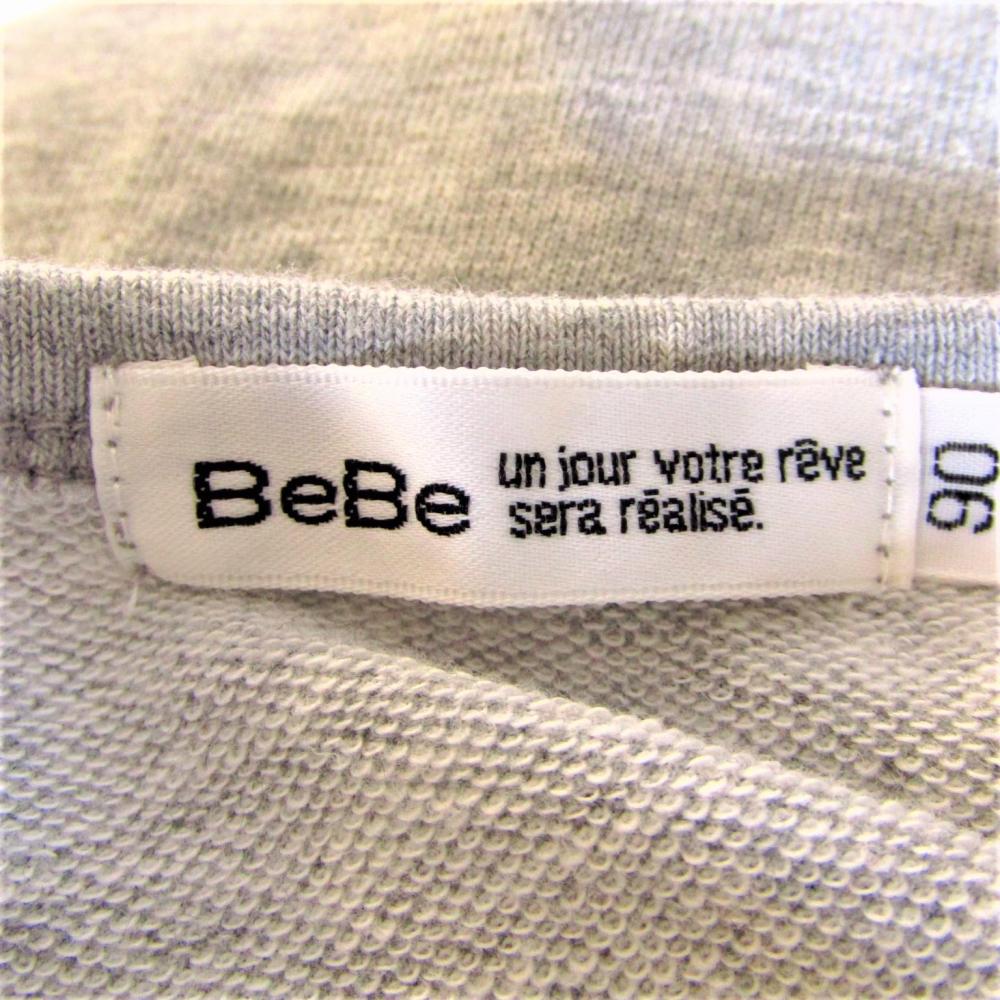 BeBe
un jour votre rêve
sera réalisé.
90